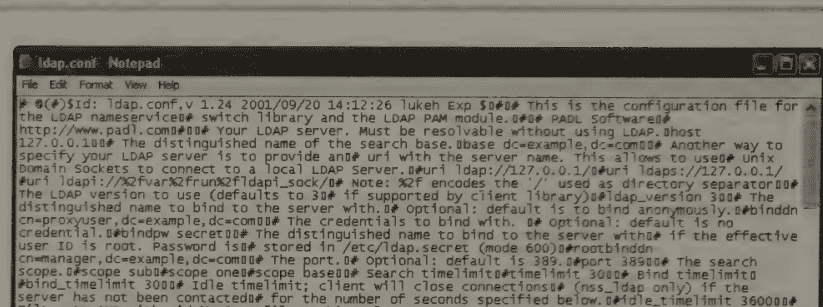 ldap.conf Notepad
File Edit Format View Help
# @(#)$Id: ldap.conf,v 1.24 2001/09/20 14:12:26 lukeh Exp $▯#▯# This is the configuration file for
the LDAP nameservice▯# switch library and the LDAP PAM module.▯#▯# PADL Software▯#
http://www.padl.com▯#▯▯# Your LDAP server. Must be resolvable without using LDAP.▯host
127.0.0.1▯▯# The distinguished name of the search base.▯base dc=example,dc=com▯▯# Another way to
specify your LDAP server is to provide an▯# uri with the server name. This allows to use▯# Unix
Domain Sockets to connect to a local LDAP Server.▯#uri ldap://127.0.0.1/▯#uri ldaps://127.0.0.1/
#uri ldapi://%2fvar%2frun%2fldapi_sock/▯# Note: %2f encodes the '/' used as directory separator▯▯#
The LDAP version to use (defaults to 3▯# if supported by client library)▯#ldap_version 3▯▯# The
distinguished name to bind to the server with.▯# Optional: default is to bind anonymously.▯#binddn
cn=proxyuser,dc=example,dc=com▯▯# The credentials to bind with. ▯# Optional: default is no
credential.▯#bindpw secret▯▯# The distinguished name to bind to the server with▯# if the effective
user ID is root. Password is▯# stored in /etc/ldap.secret (mode 600)▯#rootbinddn
cn=manager,dc=example,dc=com▯▯# The port.▯# Optional: default is 389.▯#port 389▯▯# The search
scope.▯#scope sub▯#scope one▯#scope base▯▯# Search timelimit▯#timelimit 30▯▯# Bind timelimit▯
#bind_timelimit 30▯▯# Idle timelimit; client will close connections▯# (nss_ldap only) if the
server has not been contacted▯# for the number of seconds specified below.▯#idle_timelimit 3600▯▯#